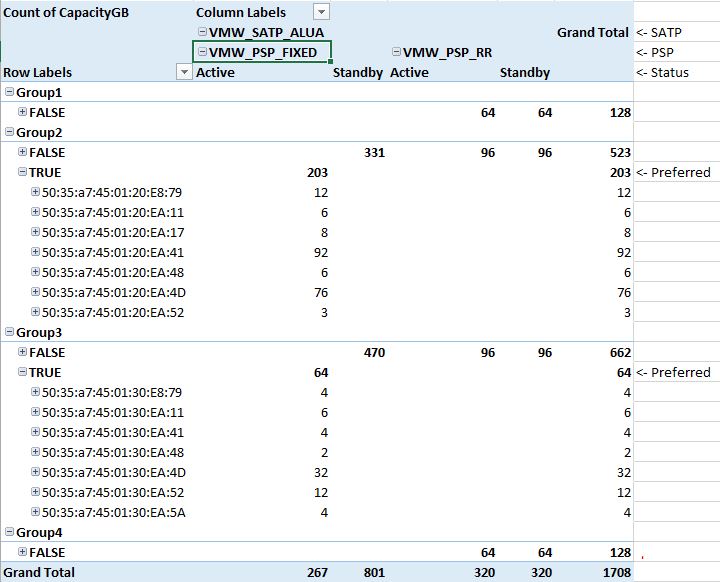 Count of CapacityGB Column Labels
VMW_SATP_ALUA Grand Total <- SATP
VMW_PSP_FIXED VMW_PSP_RR <- PSP
Row Labels Active Standby Active Standby <- Status
Group1
FALSE 64 64 128
Group2
FALSE 331 96 96 523
TRUE 203 203 <- Preferred
50:35:a7:45:01:20:E8:79 12 12
50:35:a7:45:01:20:EA:11 6 6
50:35:a7:45:01:20:EA:17 8 8
50:35:a7:45:01:20:EA:41 92 92
50:35:a7:45:01:20:EA:48 6 6
50:35:a7:45:01:20:EA:4D 76 76
50:35:a7:45:01:20:EA:52 3 3
Group3
FALSE 470 96 96 662
TRUE 64 64 <- Preferred
50:35:a7:45:01:30:E8:79 4 4
50:35:a7:45:01:30:EA:11 6 6
50:35:a7:45:01:30:EA:41 4 4
50:35:a7:45:01:30:EA:48 2 2
50:35:a7:45:01:30:EA:4D 32 32
50:35:a7:45:01:30:EA:52 12 12
50:35:a7:45:01:30:EA:5A 4 4
Group4
FALSE 64 64 128
Grand Total 267 801 320 320 1708